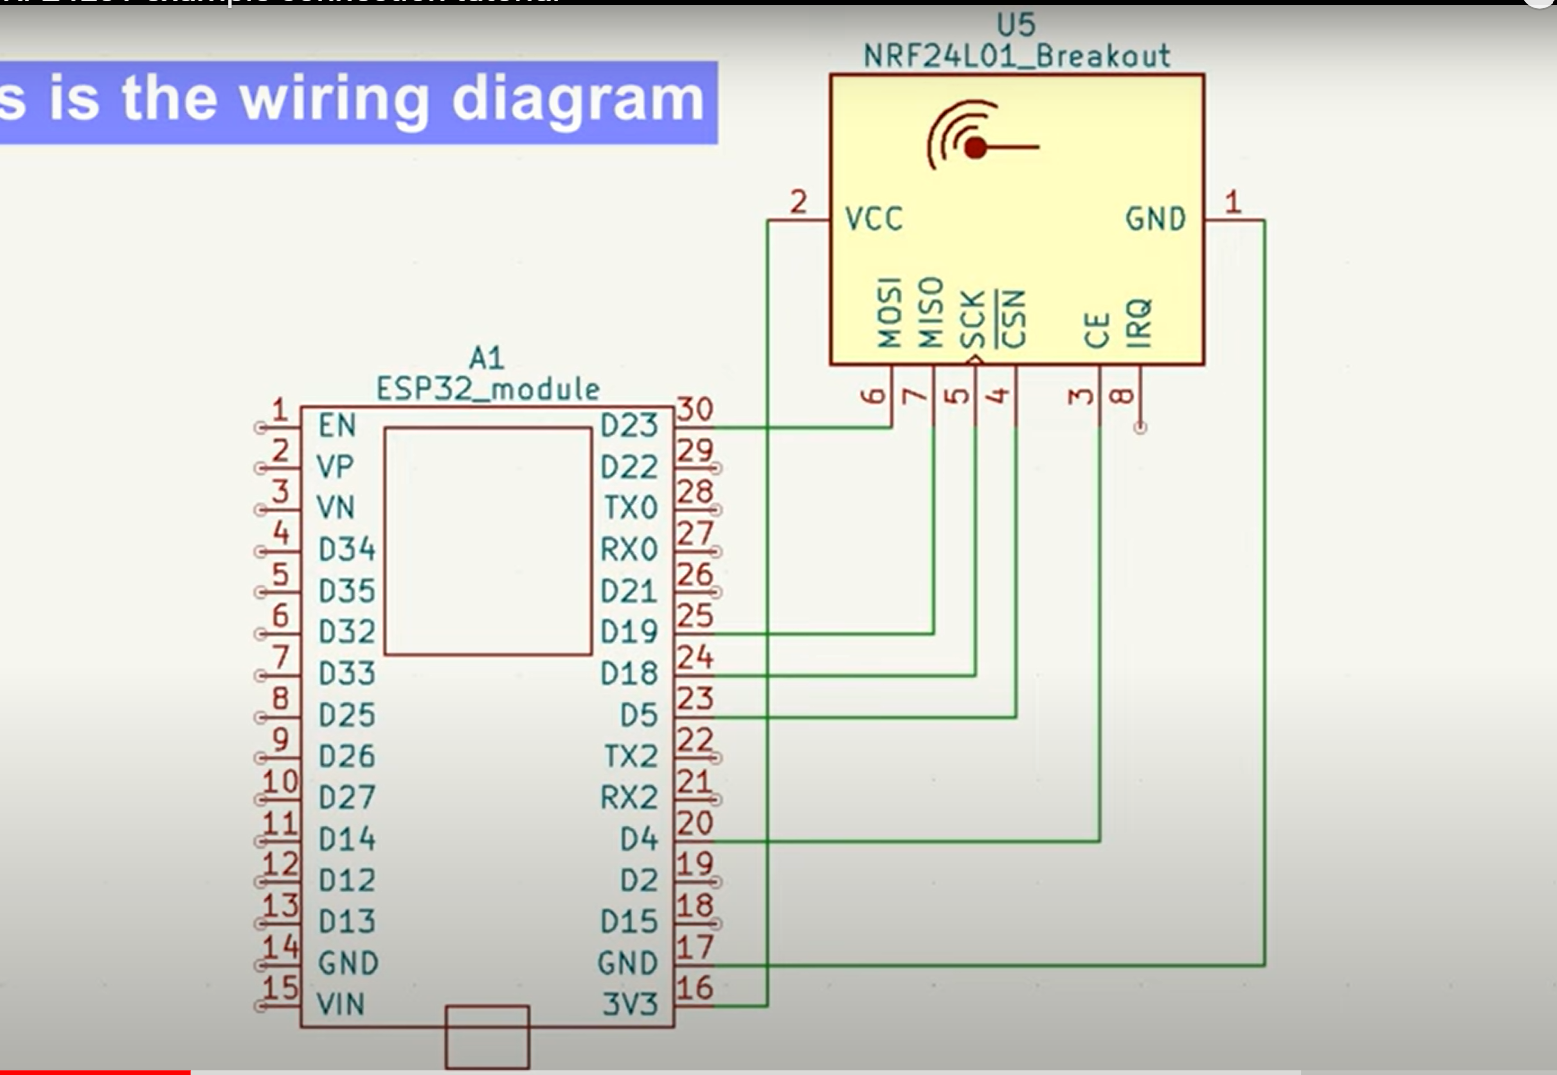 s is the wiring diagram
U5
NRF24L01_Breakout
2
VCC
GND
1
MOSI
MISO
SCK
CSN
CE
IRQ
6
7
5
4
3
8
A1
ESP32_module
1
EN
D23
30
2
VP
D22
29
3
VN
TX0
28
4
D34
RX0
27
5
D35
D21
26
6
D32
D19
25
7
D33
D18
24
8
D25
D5
23
9
D26
TX2
22
10
D27
RX2
21
11
D14
D4
20
12
D12
D2
19
13
D13
D15
18
14
GND
GND
17
15
VIN
3V3
16